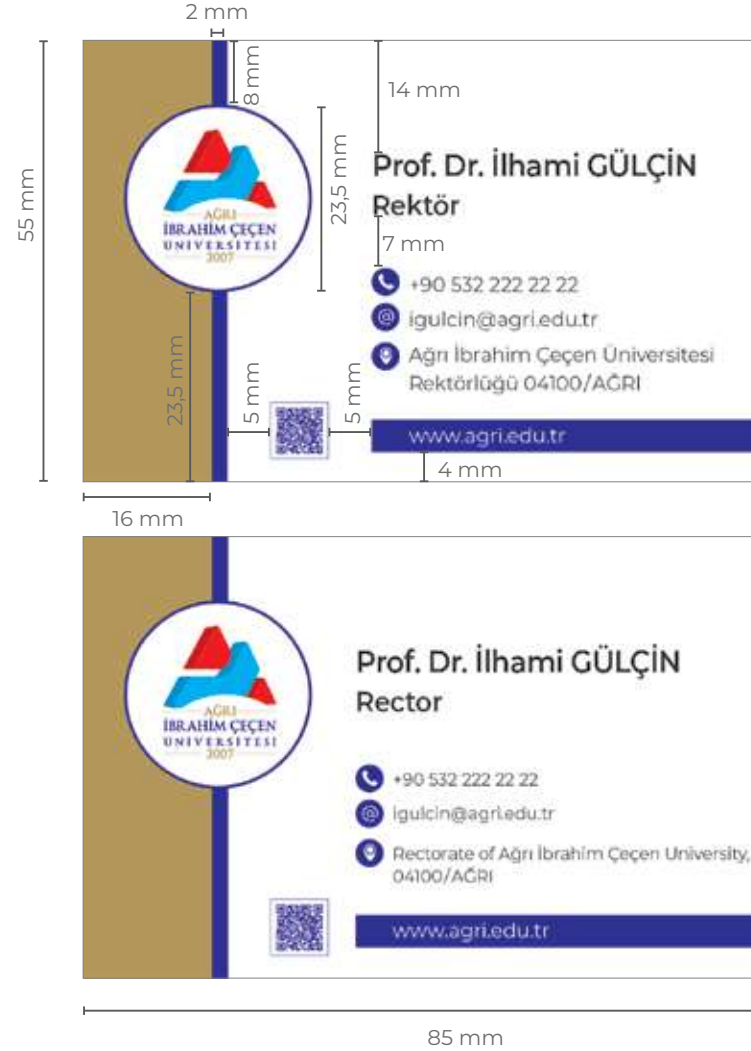 2 mm
8 mm
14 mm
55 mm
23,5 mm
Prof. Dr. İlhami GÜLÇİN
Rektör
7 mm
AĞRI
İBRAHİM ÇEÇEN
ÜNİVERSİTESİ
2007
+90 532 222 22 22
igulcin@agri.edu.tr
Ağrı İbrahim Çeçen Üniversitesi
Rektörlüğü 04100/AĞRI
23,5 mm
5 mm
5 mm
www.agri.edu.tr
4 mm
16 mm
Prof. Dr. İlhami GÜLÇİN
Rector
AĞRI
İBRAHİM ÇEÇEN
ÜNİVERSİTESİ
2007
+90 532 222 22 22
igulcin@agri.edu.tr
Rectorate of Ağrı İbrahim Çeçen University,
04100/AĞRI
www.agri.edu.tr
85 mm